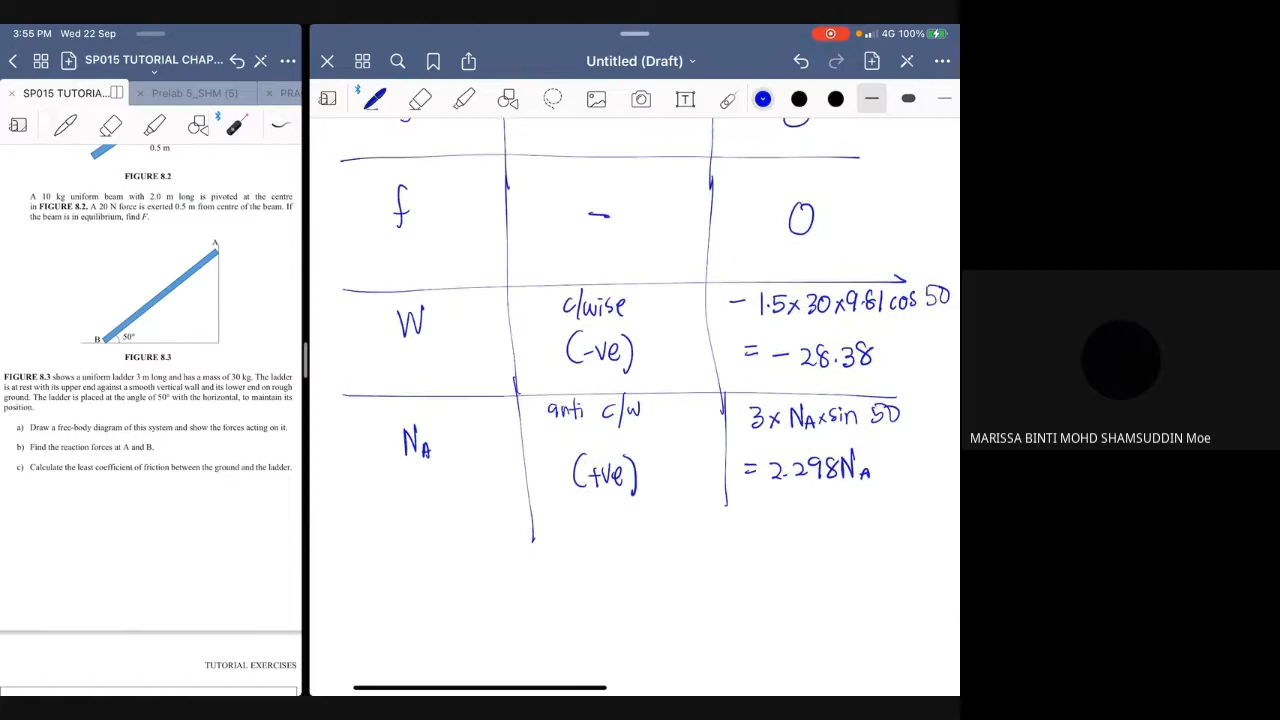 3:55 PM Wed 22 Sep
4G 100%
SP015 TUTORIAL CHAP...
Untitled (Draft)
SP015 TUTORIA...
Prelab 5_SHM (5)
PRA
0.5 m
FIGURE 8.2
A 10 kg uniform beam with 2.0 m long is pivoted at the centre
in FIGURE 8.2. A 20 N force is exerted 0.5 m from centre of the beam. If
the beam is in equilibrium, find F.
A
B
50°
FIGURE 8.3
FIGURE 8.3 shows a uniform ladder 3 m long and has a mass of 30 kg. The ladder
is at rest with its upper end against a smooth vertical wall and its lower end on rough
ground. The ladder is placed at the angle of 50° with the horizontal, to maintain its
position.
a) Draw a free-body diagram of this system and show the forces acting on it.
b) Find the reaction forces at A and B.
c) Calculate the least coefficient of friction between the ground and the ladder.
TUTORIAL EXERCISES
f - 0
W c/wise - 1.5 x 30 x 9.81 cos 50
(-ve) = - 28.38
anti c/w 3 x NA x sin 50
NA (+ve) = 2.298NA
MARISSA BINTI MOHD SHAMSUDDIN Moe